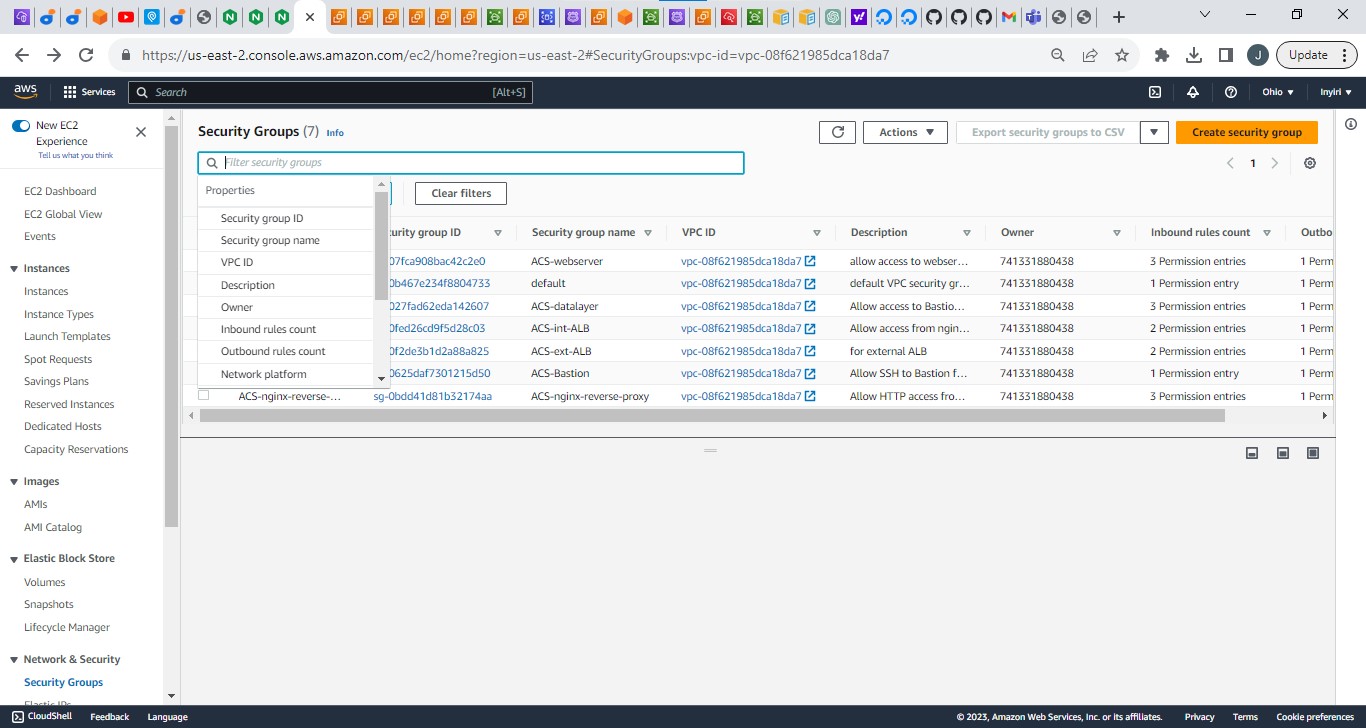 https://us-east-2.console.aws.amazon.com/ec2/home?region=us-east-2#SecurityGroups:vpc-id=vpc-08f621985dca18da7
J
Update
aws
Services
Search
[Alt+S]
Ohio
Inyiri
New EC2
Experience
Tell us what you think
EC2 Dashboard
EC2 Global View
Events
Instances
Instances
Instance Types
Launch Templates
Spot Requests
Savings Plans
Reserved Instances
Dedicated Hosts
Capacity Reservations
Images
AMIs
AMI Catalog
Elastic Block Store
Volumes
Snapshots
Lifecycle Manager
Network & Security
Security Groups
Elastic IPs
Security Groups (7) Info
Actions
Export security groups to CSV
Create security group
Filter security groups
1
Properties
Security group ID
Security group name
VPC ID
Description
Owner
Inbound rules count
Outbound rules count
Network platform
Clear filters
urity group ID Security group name VPC ID Description Owner Inbound rules count Outbo
07fca908bac42c2e0 ACS-webserver vpc-08f621985dca18da7 allow access to webser... 741331880438 3 Permission entries 1 Perm
0b467e234f8804733 default vpc-08f621985dca18da7 default VPC security gr... 741331880438 1 Permission entry 1 Perm
027fad62eda142607 ACS-datalayer vpc-08f621985dca18da7 Allow access to Bastio... 741331880438 3 Permission entries 1 Perm
0fed26cd9f5d28c03 ACS-int-ALB vpc-08f621985dca18da7 Allow access from ngin... 741331880438 2 Permission entries 1 Perm
0f2de3b1d2a88a825 ACS-ext-ALB vpc-08f621985dca18da7 for external ALB 741331880438 2 Permission entries 1 Perm
0625daf7301215d50 ACS-Bastion vpc-08f621985dca18da7 Allow SSH to Bastion f... 741331880438 1 Permission entry 1 Perm
ACS-nginx-reverse-... sg-0bdd41d81b32174aa ACS-nginx-reverse-proxy vpc-08f621985dca18da7 Allow HTTP access fro... 741331880438 3 Permission entries 1 Perm
CloudShell Feedback Language
© 2023, Amazon Web Services, Inc. or its affiliates. Privacy Terms Cookie preferences